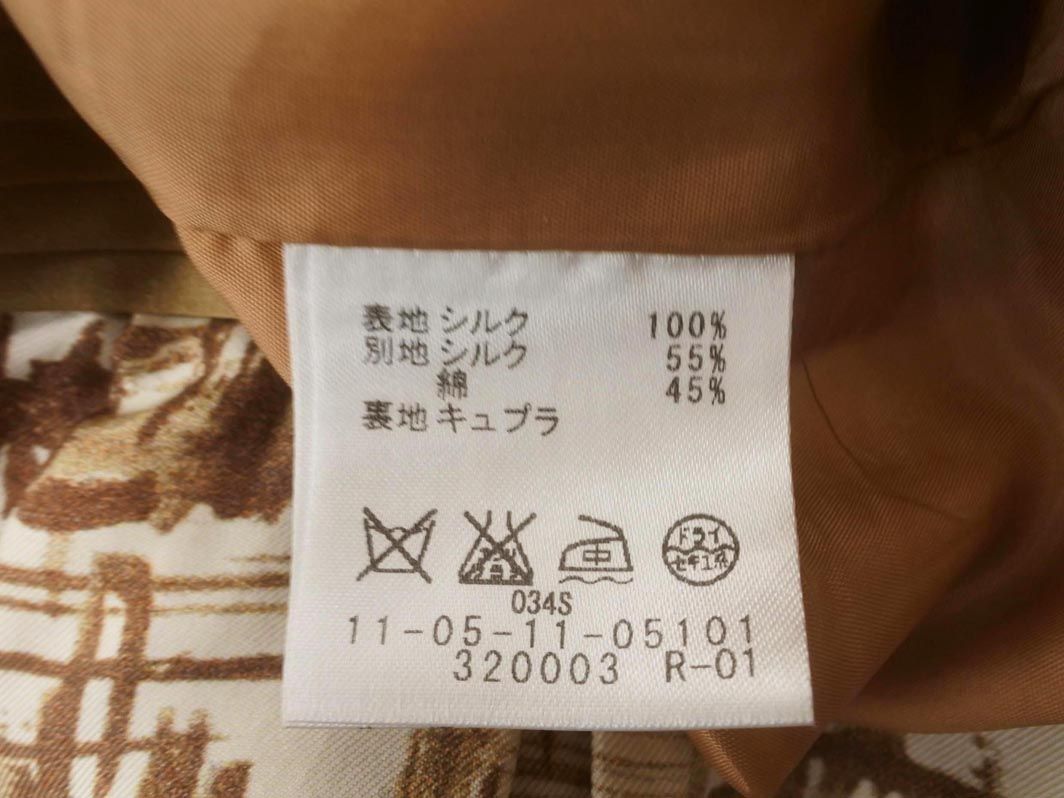 表地 シルク 100%
別地 シルク 55%
綿 45%
裏地 キュプラ
中 ドライ
セキユ系
034S
11-05-11-05101
320003 R-01